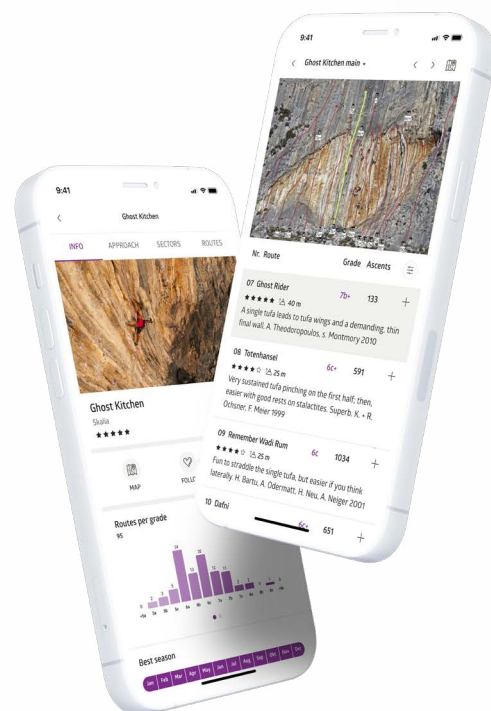 9:41
Ghost Kitchen
INFO APPROACH SECTORS ROUTES
Ghost Kitchen
Skalia
★★★★★
MAP FOLLO
Routes per grade
95
Best season
Jan Feb Mar Apr May Jun Jul Aug Sep Okt Nov Dec
9:41
Ghost Kitchen main
Nr. Route Grade Ascents
07 Ghost Rider 7b+ 133
★★★★★ 40 m
A single tufa leads to tufa wings and a demanding, thin
final wall. A. Theodoropoulos, s. Montmory 2010
08 Totenhansel 6c+ 591
★★★★☆ 25 m
Very sustained tufa pinching on the first half; then,
easier with good rests on stalactites. Superb. K. + R.
Ochsner, F. Meier 1999
09 Remember Wadi Rum 6c 1034
★★★★☆ 25 m
Fun to straddle the single tufa, but easier if you think
laterally. H. Bartu, A. Odermatt, H. Neu, A. Neiger 2001
10 Dafni 6c+ 651